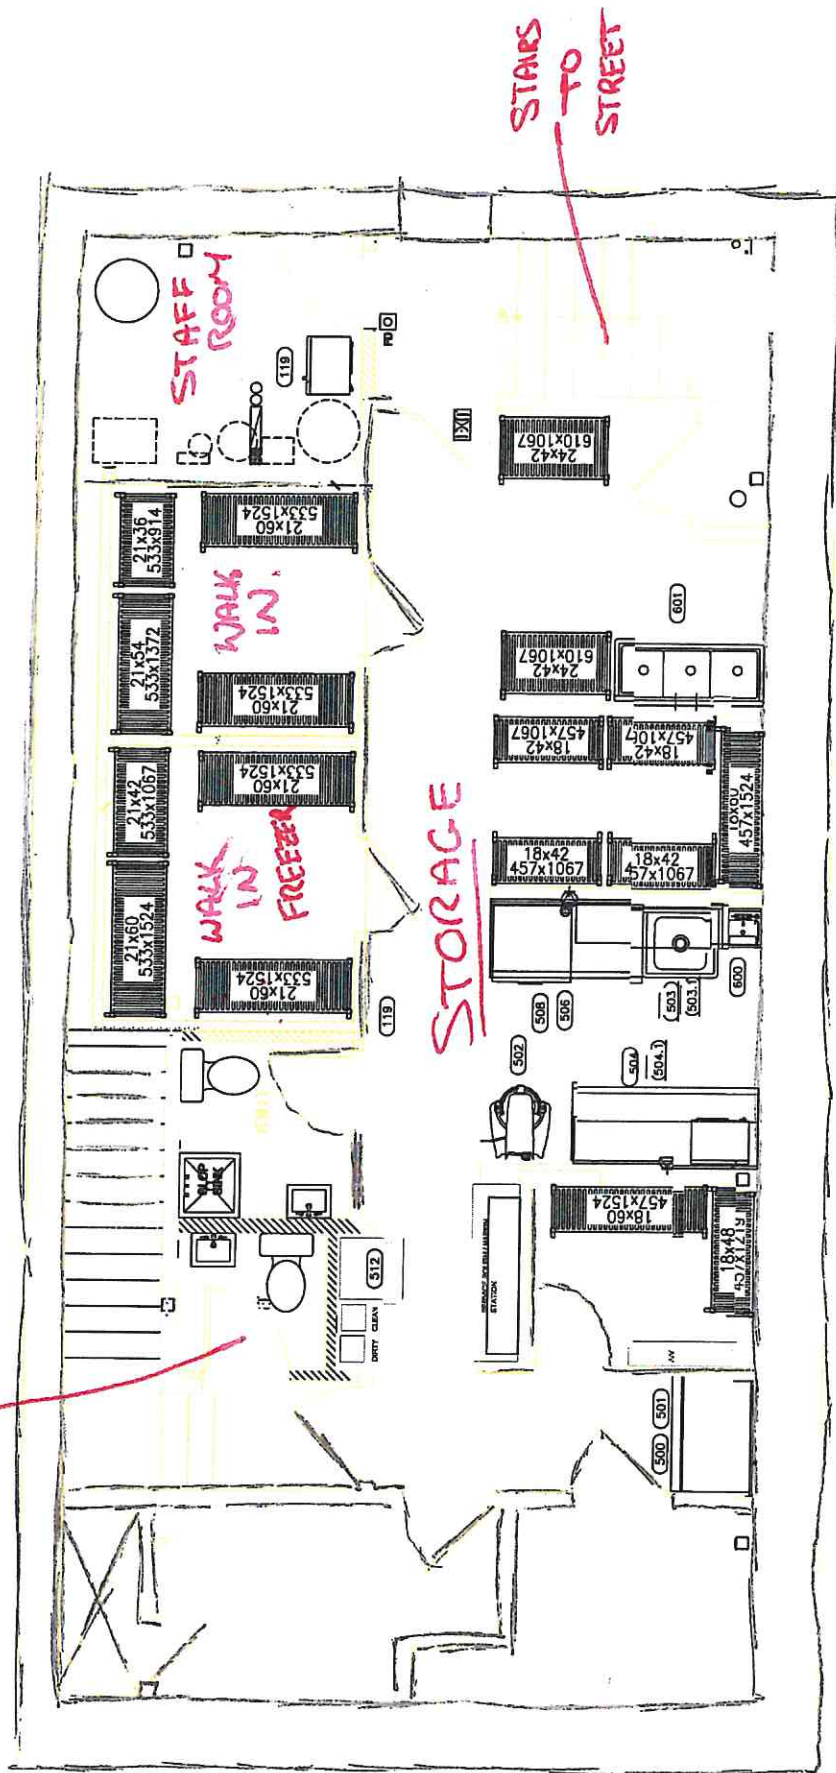 STAIRS
TO
STREET
STAFF
ROOM
119
FD
21x36
533x914
21x60
533x1524
WALK
IN.
21x54
533x1372
21x60
533x1524
24x42
610x1067
601
24x42
610x1067
21x42
533x1067
21x60
533x1524
18x42
457x1067
18x42
WALK
IN
FREEZER
STORAGE
457x1524
21x60
533x1524
18x42
457x1067
18x42
457x1067
21x60
533x1524
119
508
506
(503)
(503.1)
600
502
504
(504.1)
SLOP
SINK
512
DIRTY
CLEAN
STATION
18x60
457x1524
18x48
457x1219
500
501